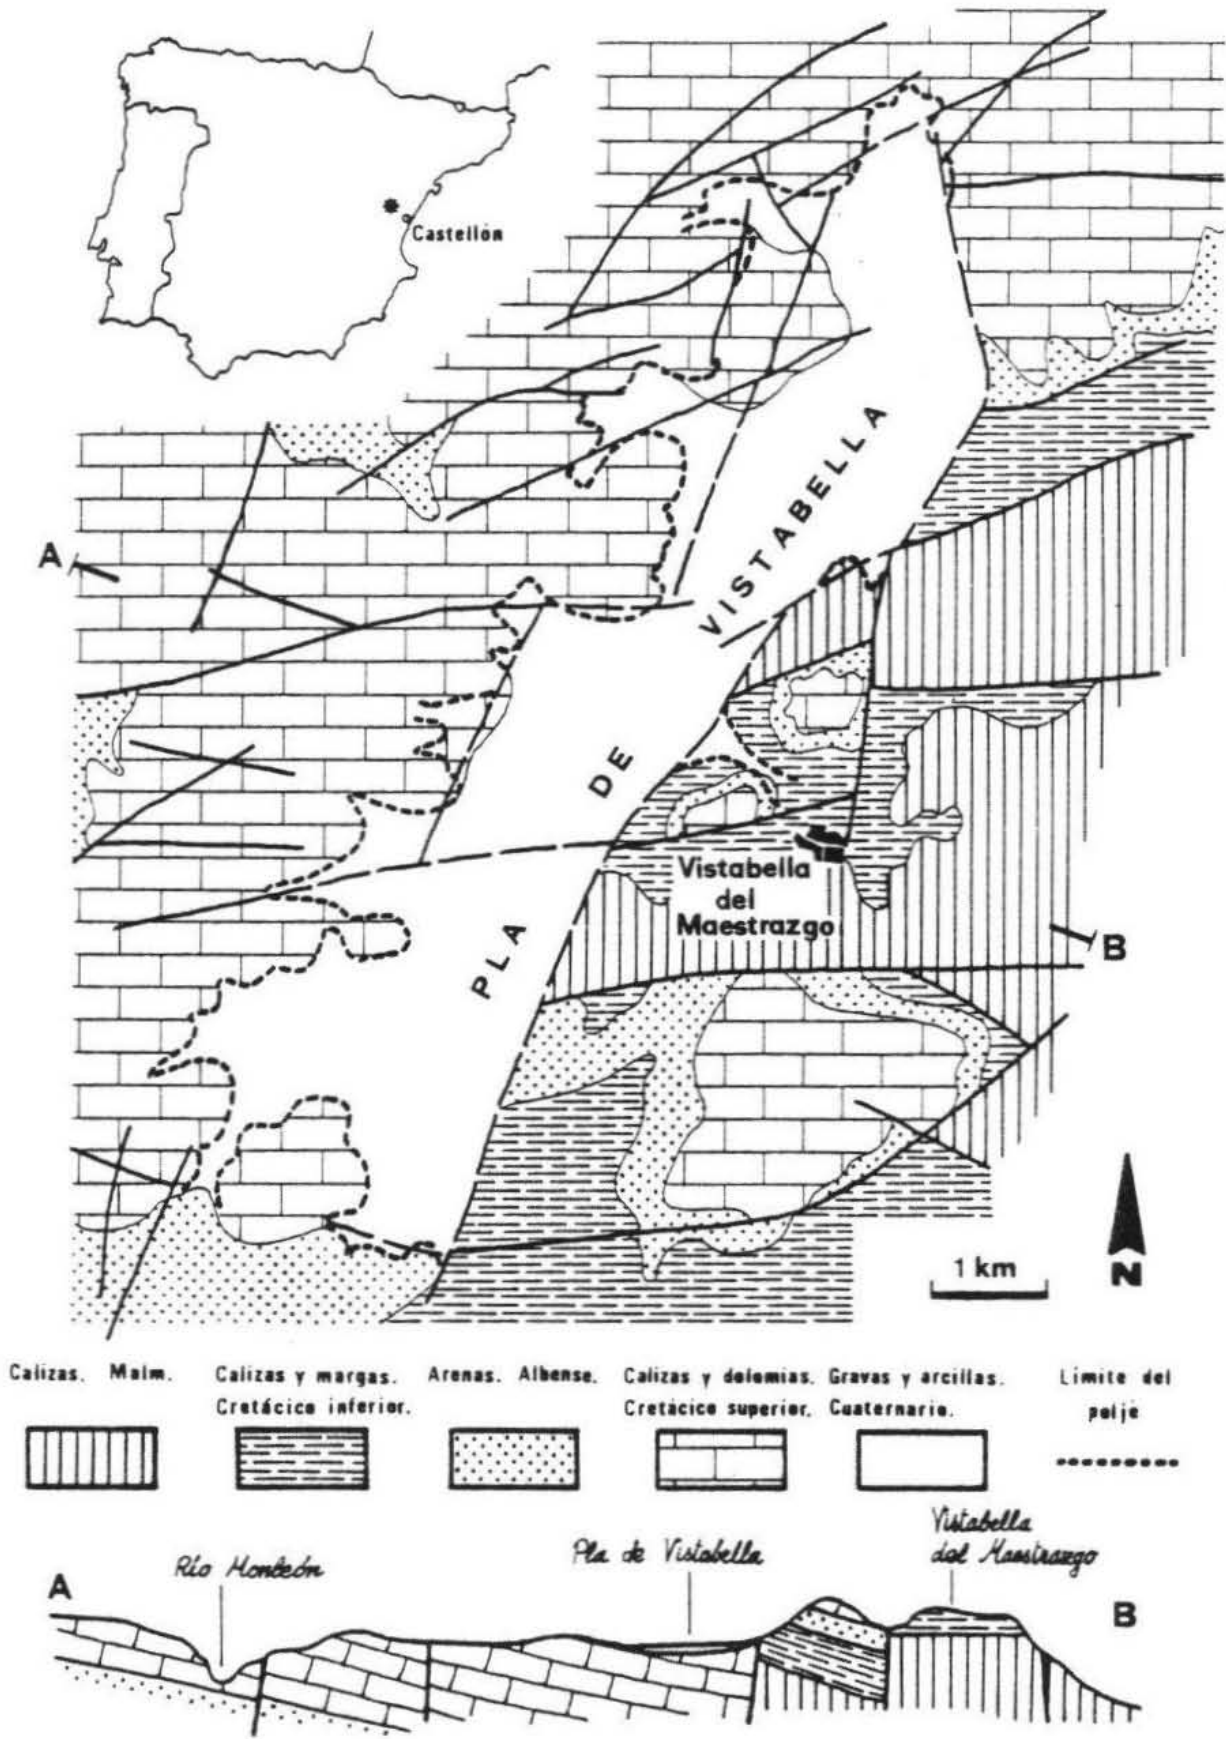 Castellón
A
VISTABELLA
DE
PLA
Vistabella
del
Maestrazgo
B
1 km
N
Calizas. Malm.
Calizas y margas.
Cretácico inferior.
Arenas. Albense.
Calizas y dolomias.
Cretácico superior.
Gravas y arcillas.
Cuaternario.
Límite del
polje
A
Río Monleón
Pla de Vistabella
Vistabella
del Maestrazgo
B